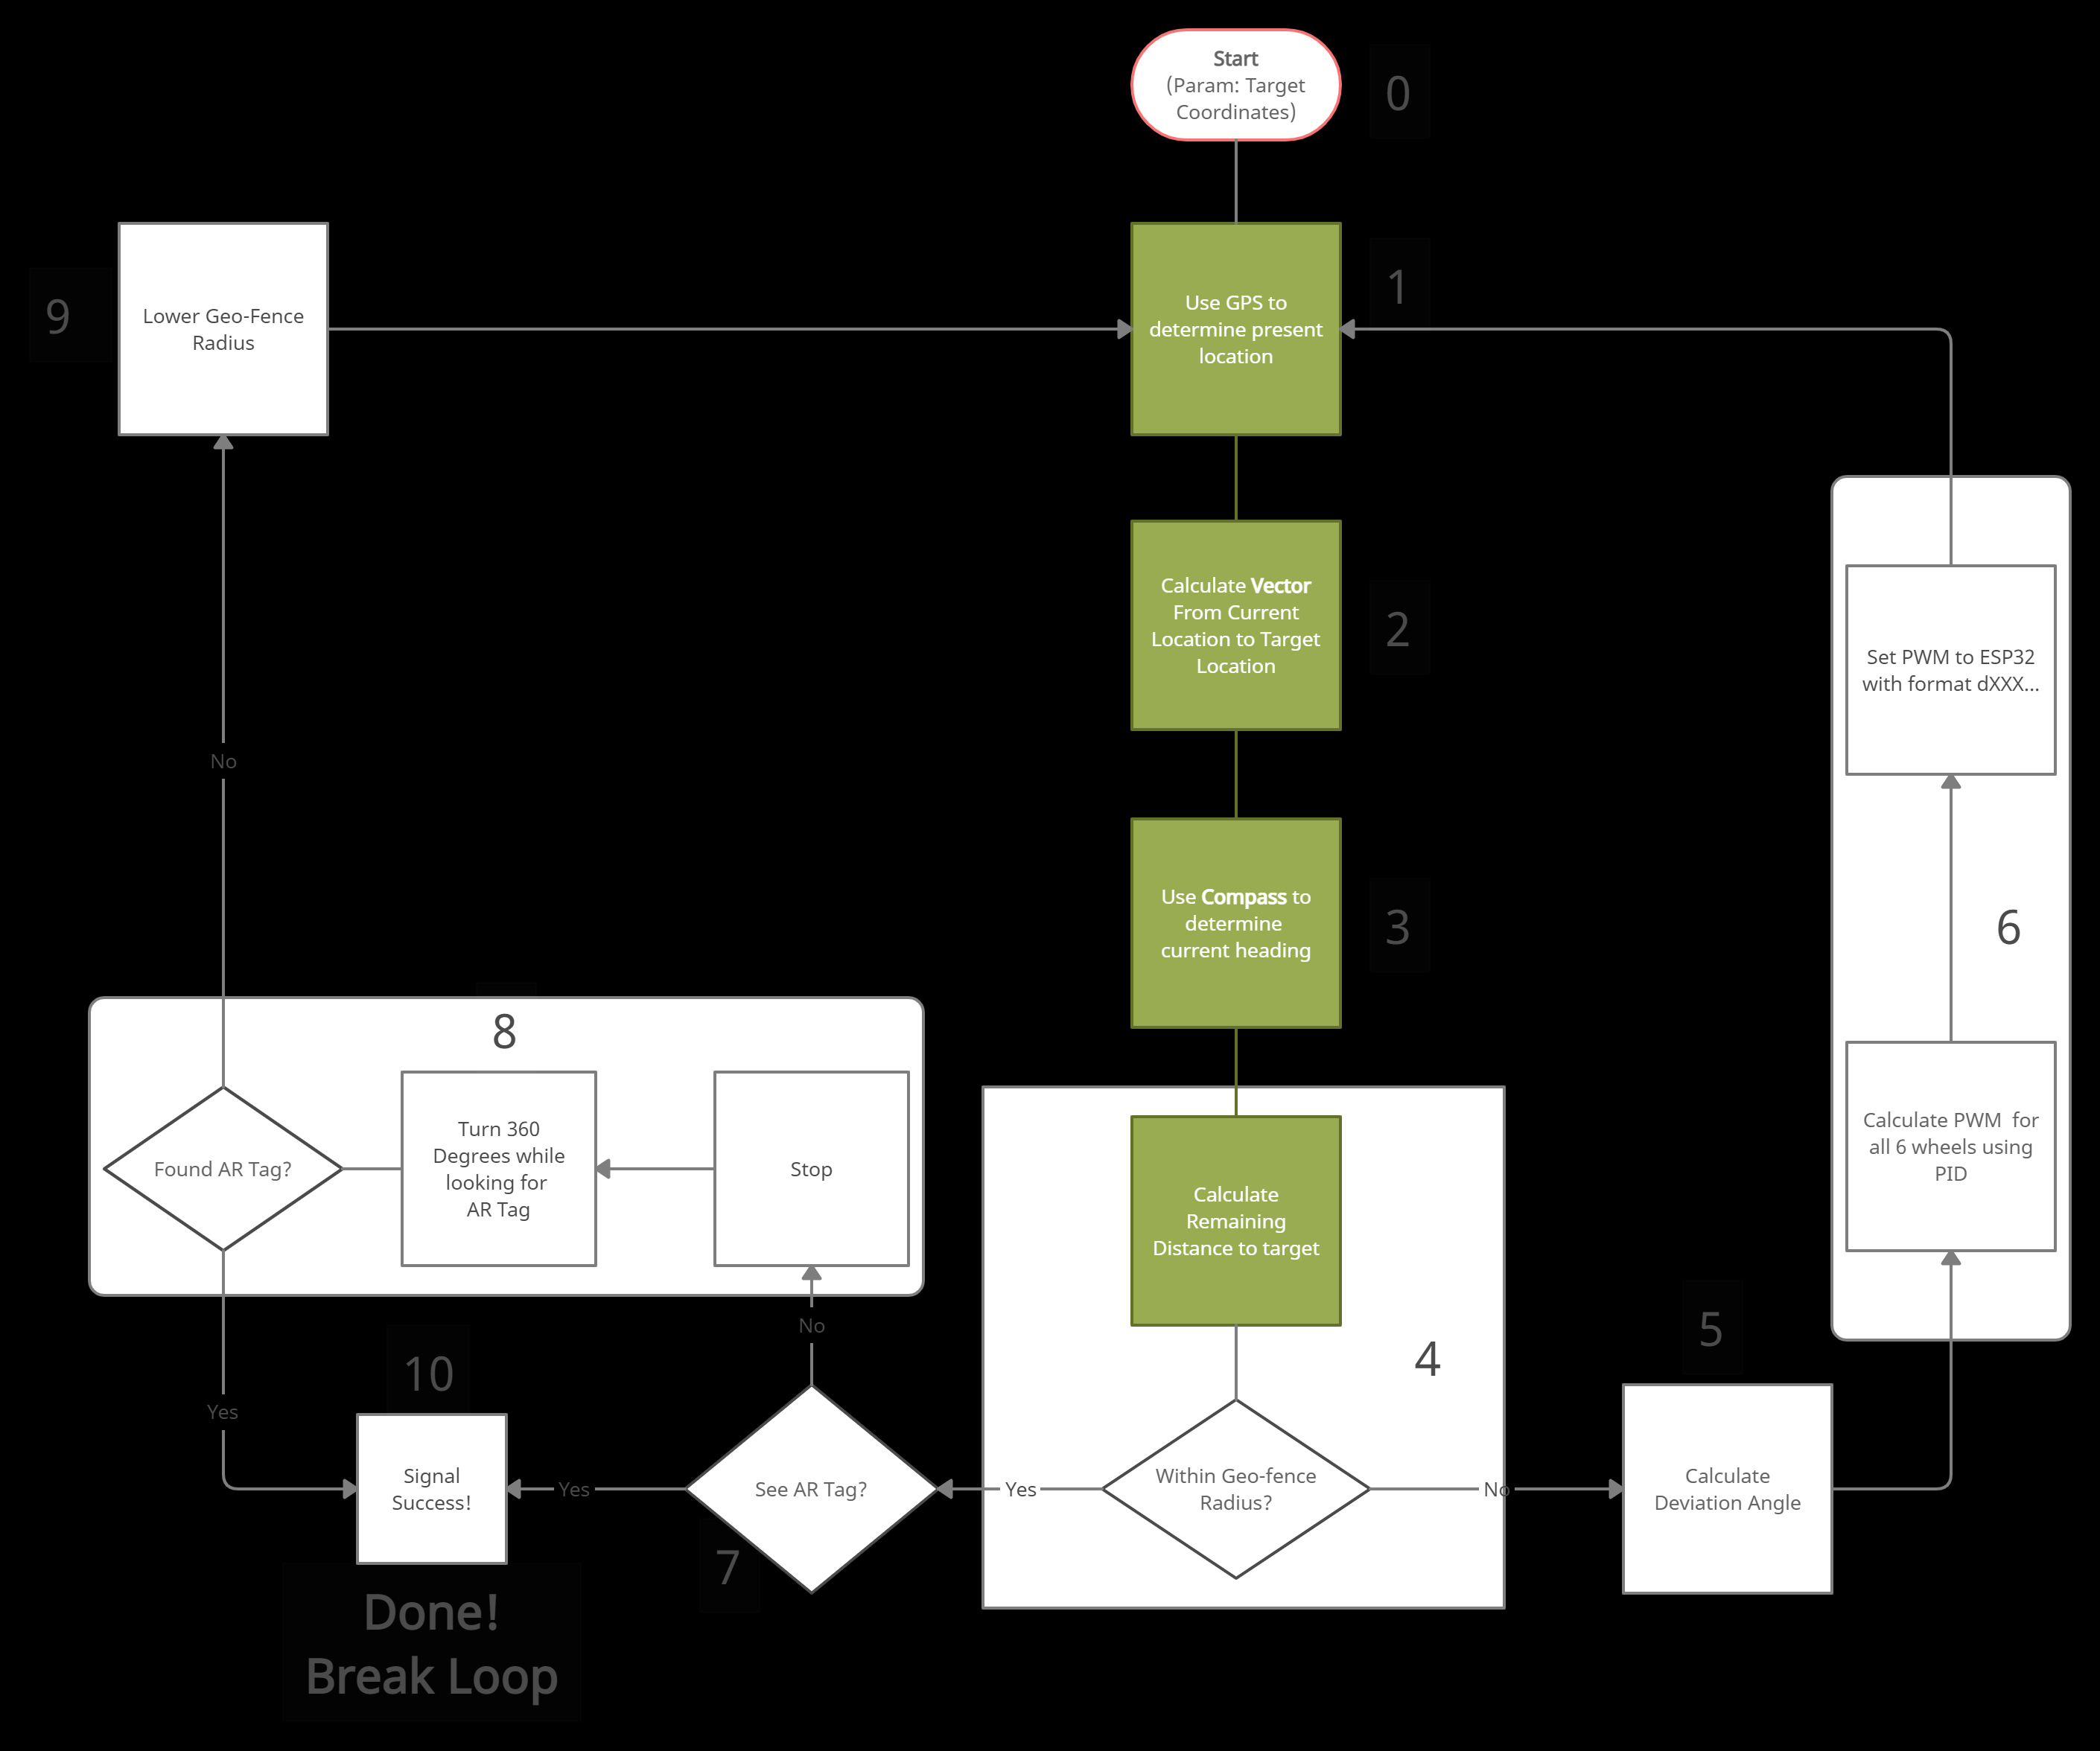 Start
(Param: Target
Coordinates)
0
Use GPS to
determine present
location
1
Lower Geo-Fence
Radius
9
Calculate Vector
From Current
Location to Target
Location
2
Set PWM to ESP32
with format dXXX...
No
Use Compass to
determine
current heading
3
6
8
Found AR Tag?
Turn 360
Degrees while
looking for
AR Tag
Stop
Calculate
Remaining
Distance to target
Calculate PWM  for
all 6 wheels using
PID
No
4
5
10
Yes
Signal
Success!
Yes
See AR Tag?
7
Yes
Within Geo-fence
Radius?
No
Calculate
Deviation Angle
Done!
Break Loop